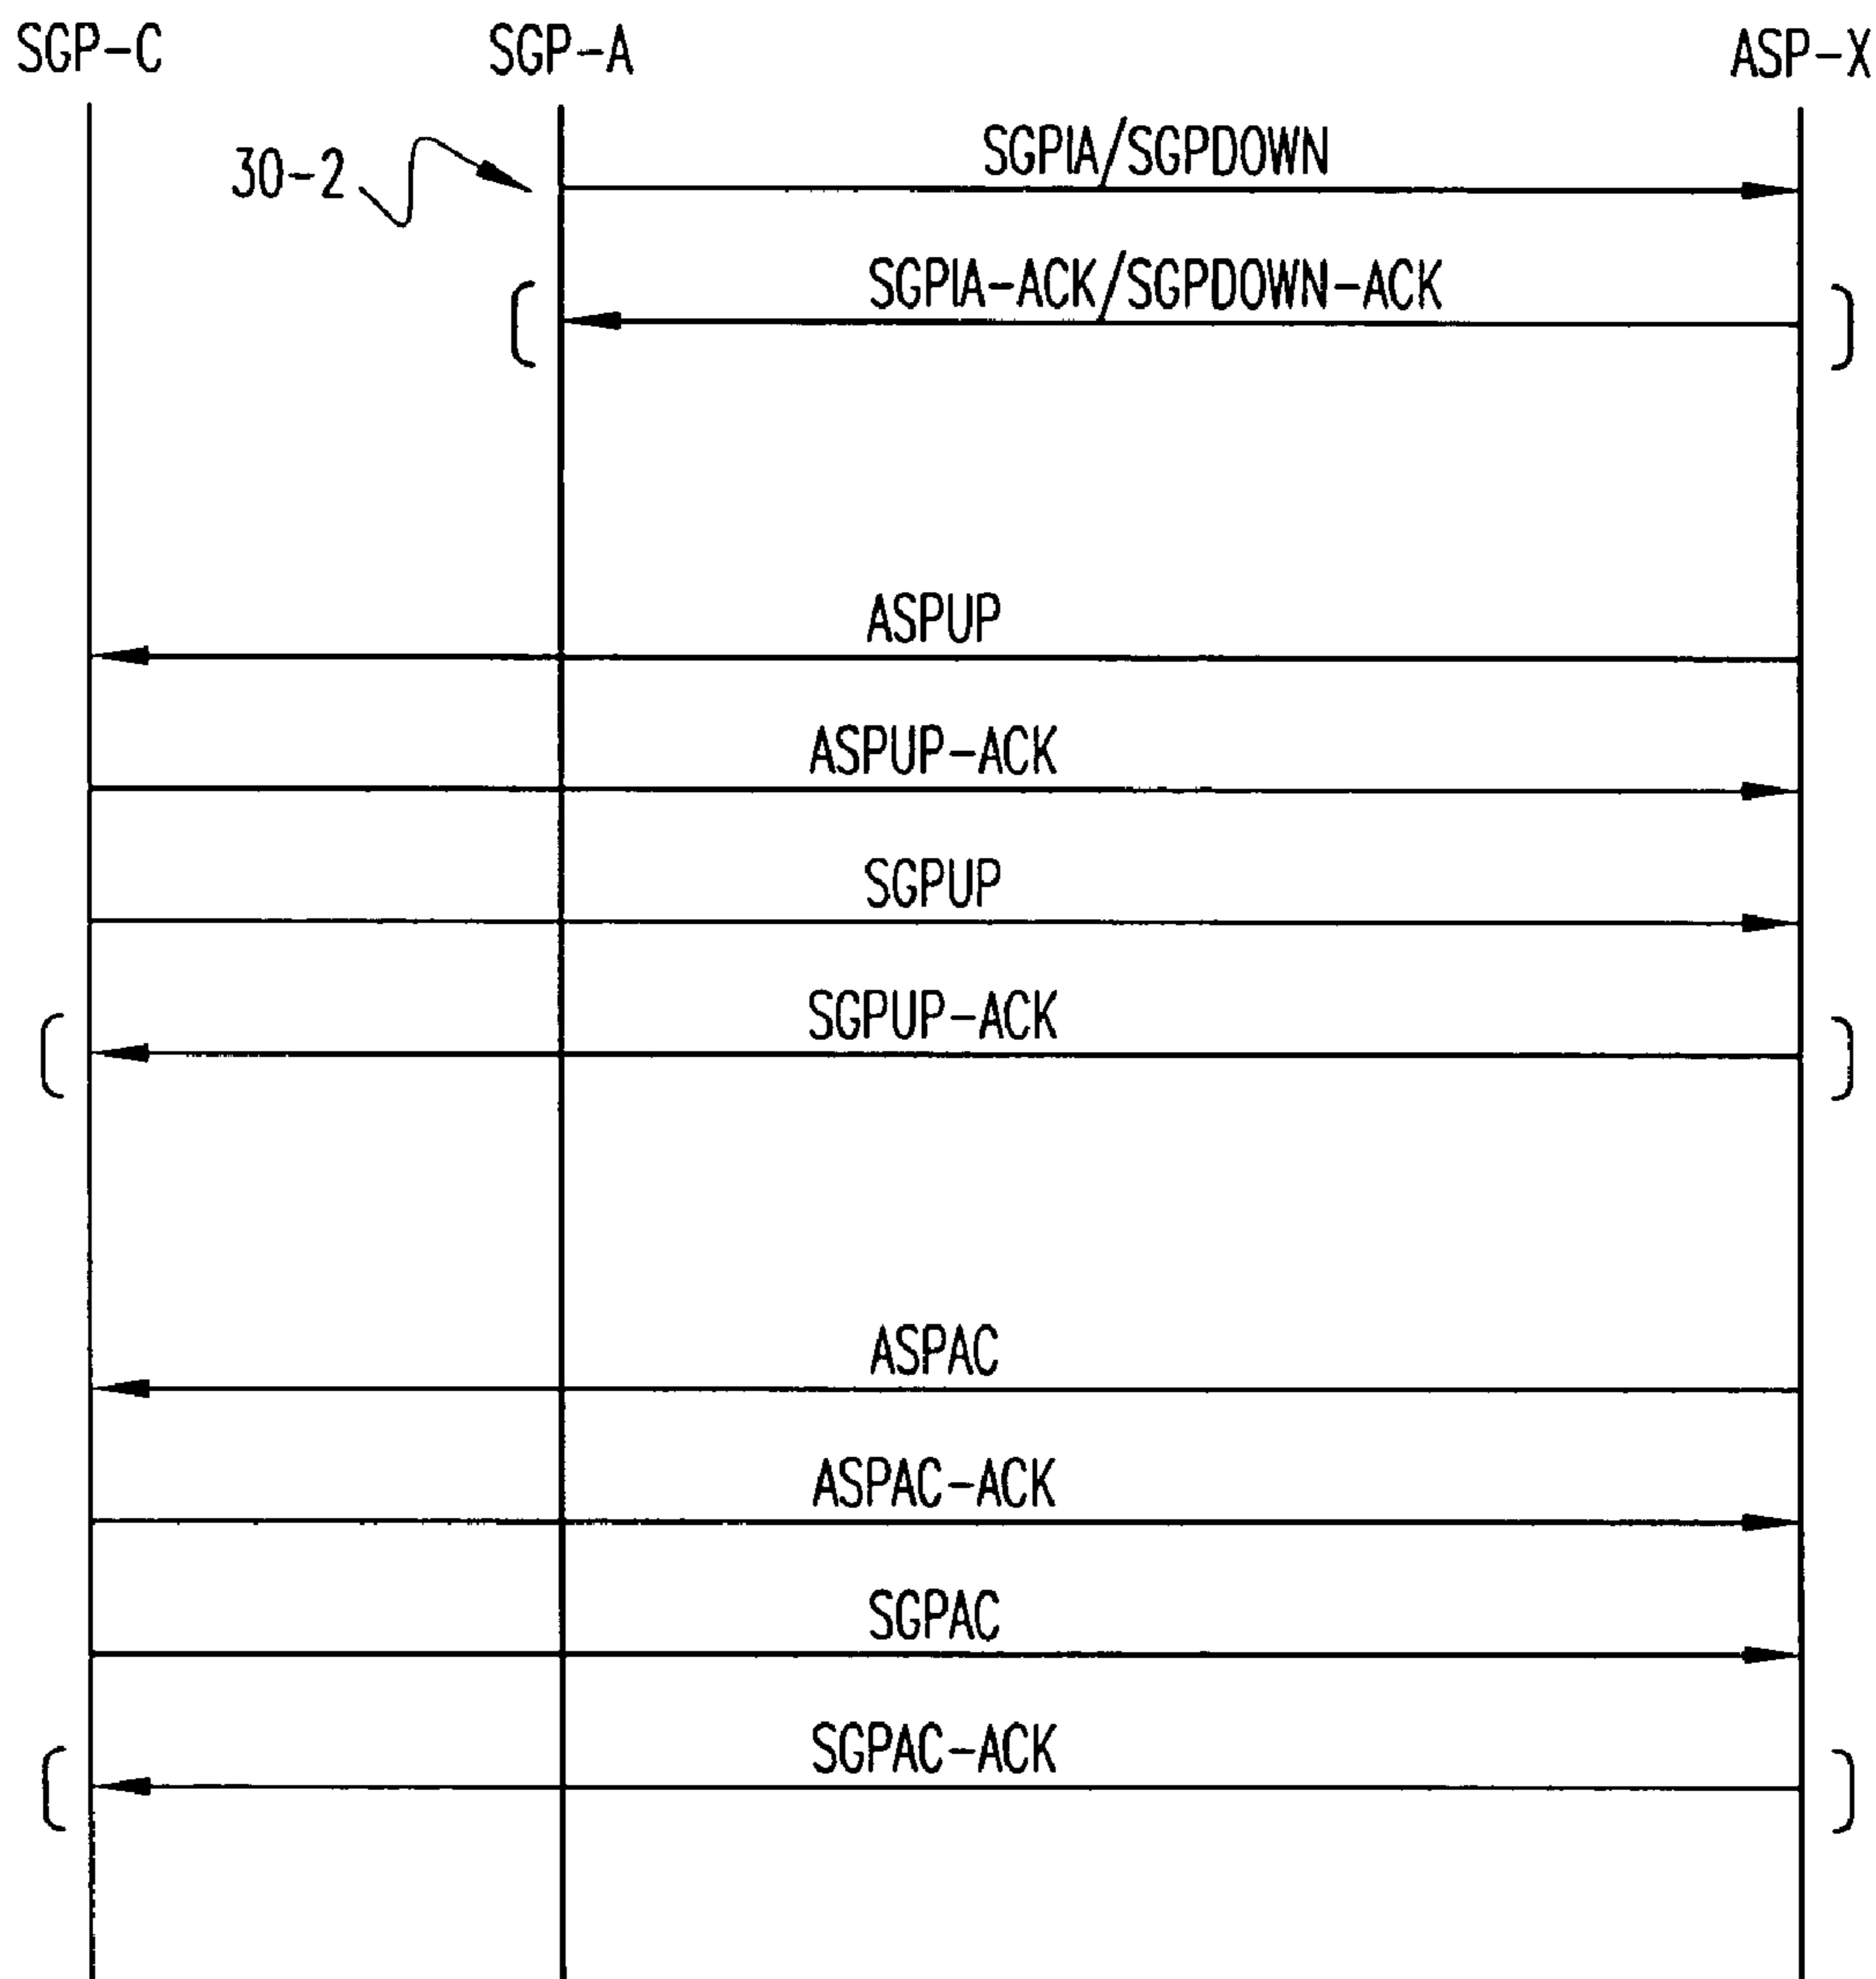 SGP-C SGP-A ASP-X
30-2
SGPIA/SGPDOWN
SGPIA-ACK/SGPDOWN-ACK
ASPUP
ASPUP-ACK
SGPUP
SGPUP-ACK
ASPAC
ASPAC-ACK
SGPAC
SGPAC-ACK